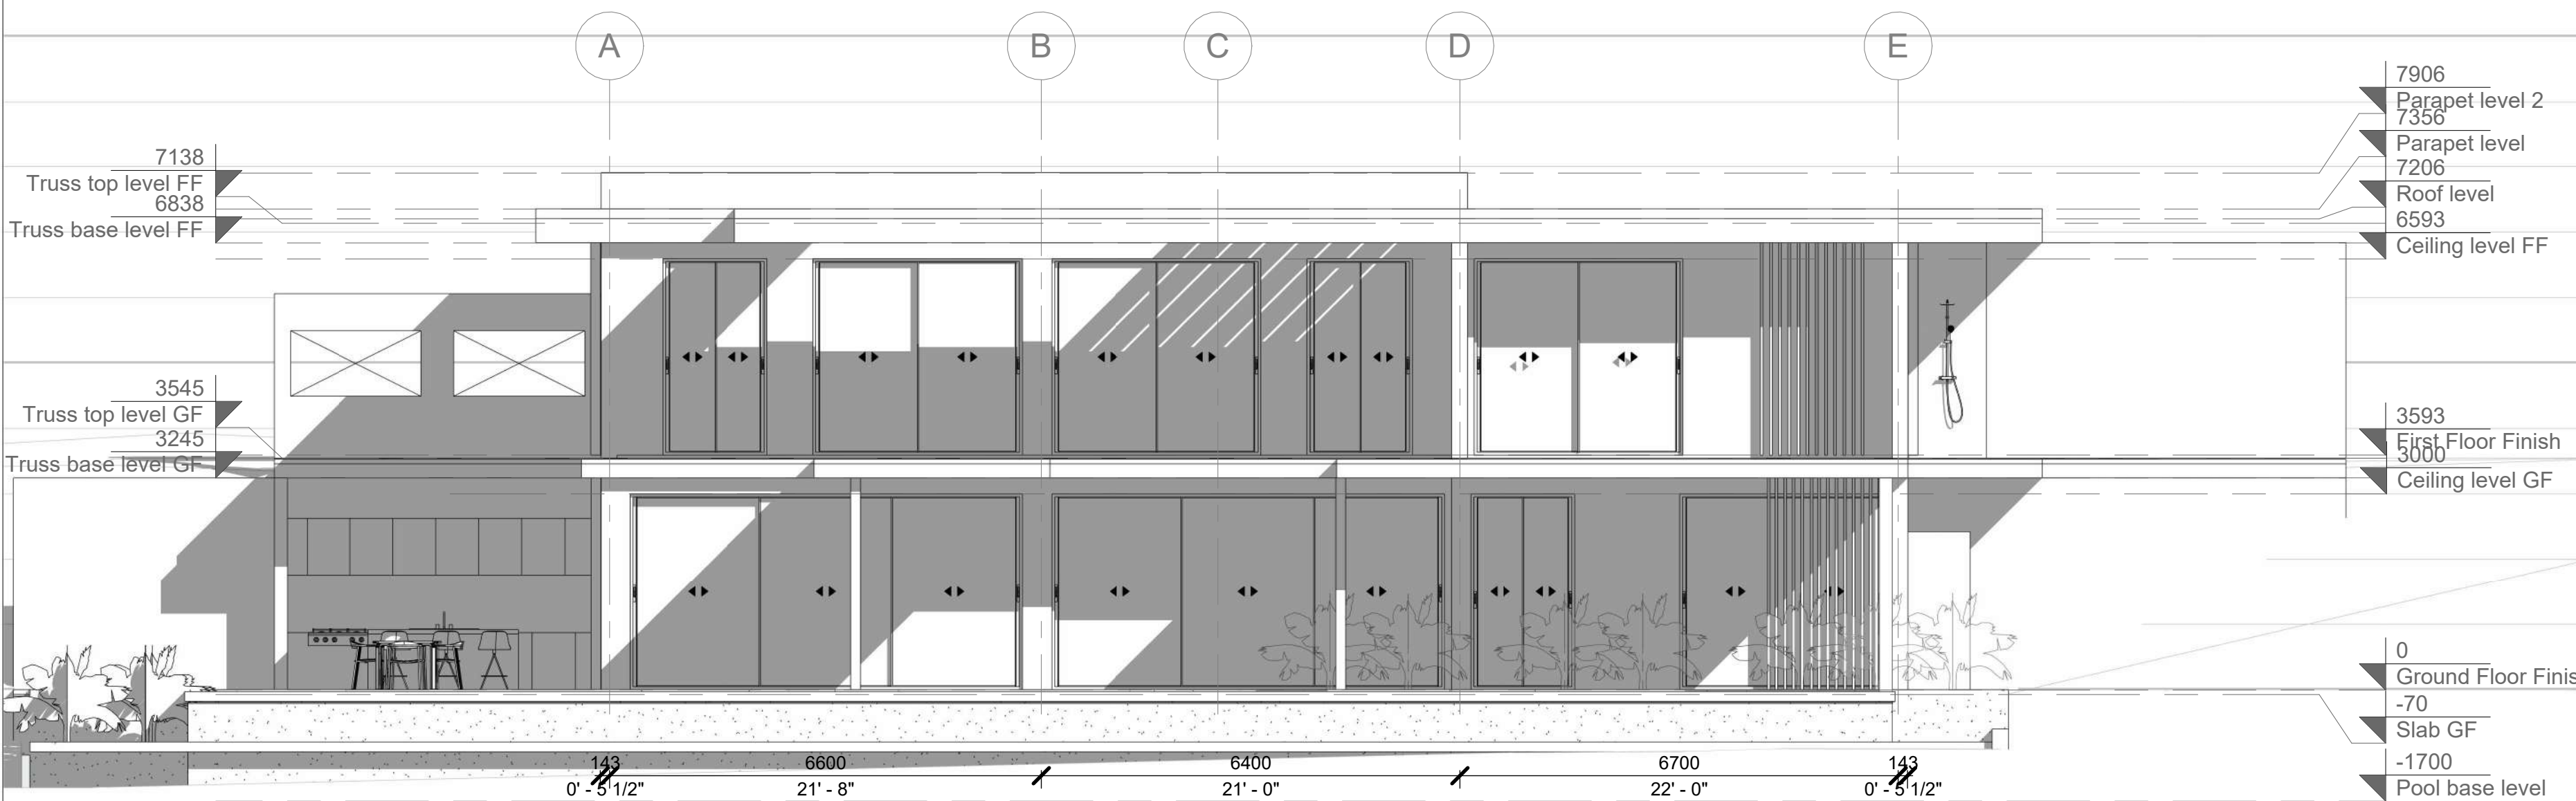 A B C D E
7906
Parapet level 2
7356
Parapet level
7206
Roof level
6593
Ceiling level FF
7138
Truss top level FF
6838
Truss base level FF
3545
Truss top level GF
3245
Truss base level GF
3593
First Floor Finish
3000
Ceiling level GF
0
Ground Floor Finis
-70
Slab GF
-1700
Pool base level
143 6600 6400 6700 143
0' - 5 1/2" 21' - 8" 21' - 0" 22' - 0" 0' - 5 1/2"